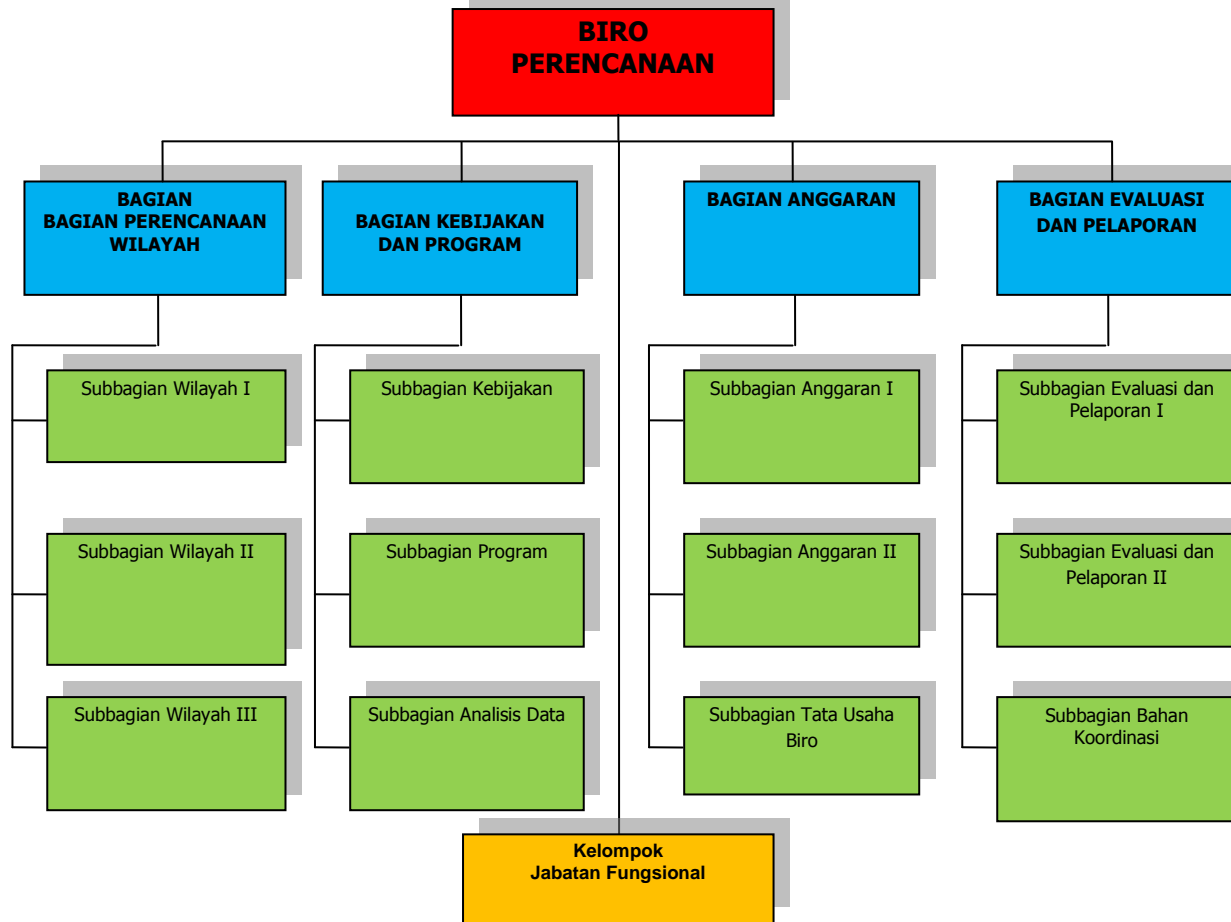 BIRO
PERENCANAAN
BAGIAN
BAGIAN PERENCANAAN
WILAYAH
BAGIAN KEBIJAKAN
DAN PROGRAM
BAGIAN ANGGARAN
BAGIAN EVALUASI
DAN PELAPORAN
Subbagian Wilayah I
Subbagian Kebijakan
Subbagian Anggaran I
Subbagian Evaluasi dan
Pelaporan I
Subbagian Wilayah II
Subbagian Program
Subbagian Anggaran II
Subbagian Evaluasi dan
Pelaporan II
Subbagian Wilayah III
Subbagian Analisis Data
Subbagian Tata Usaha
Biro
Subbagian Bahan
Koordinasi
Kelompok
Jabatan Fungsional